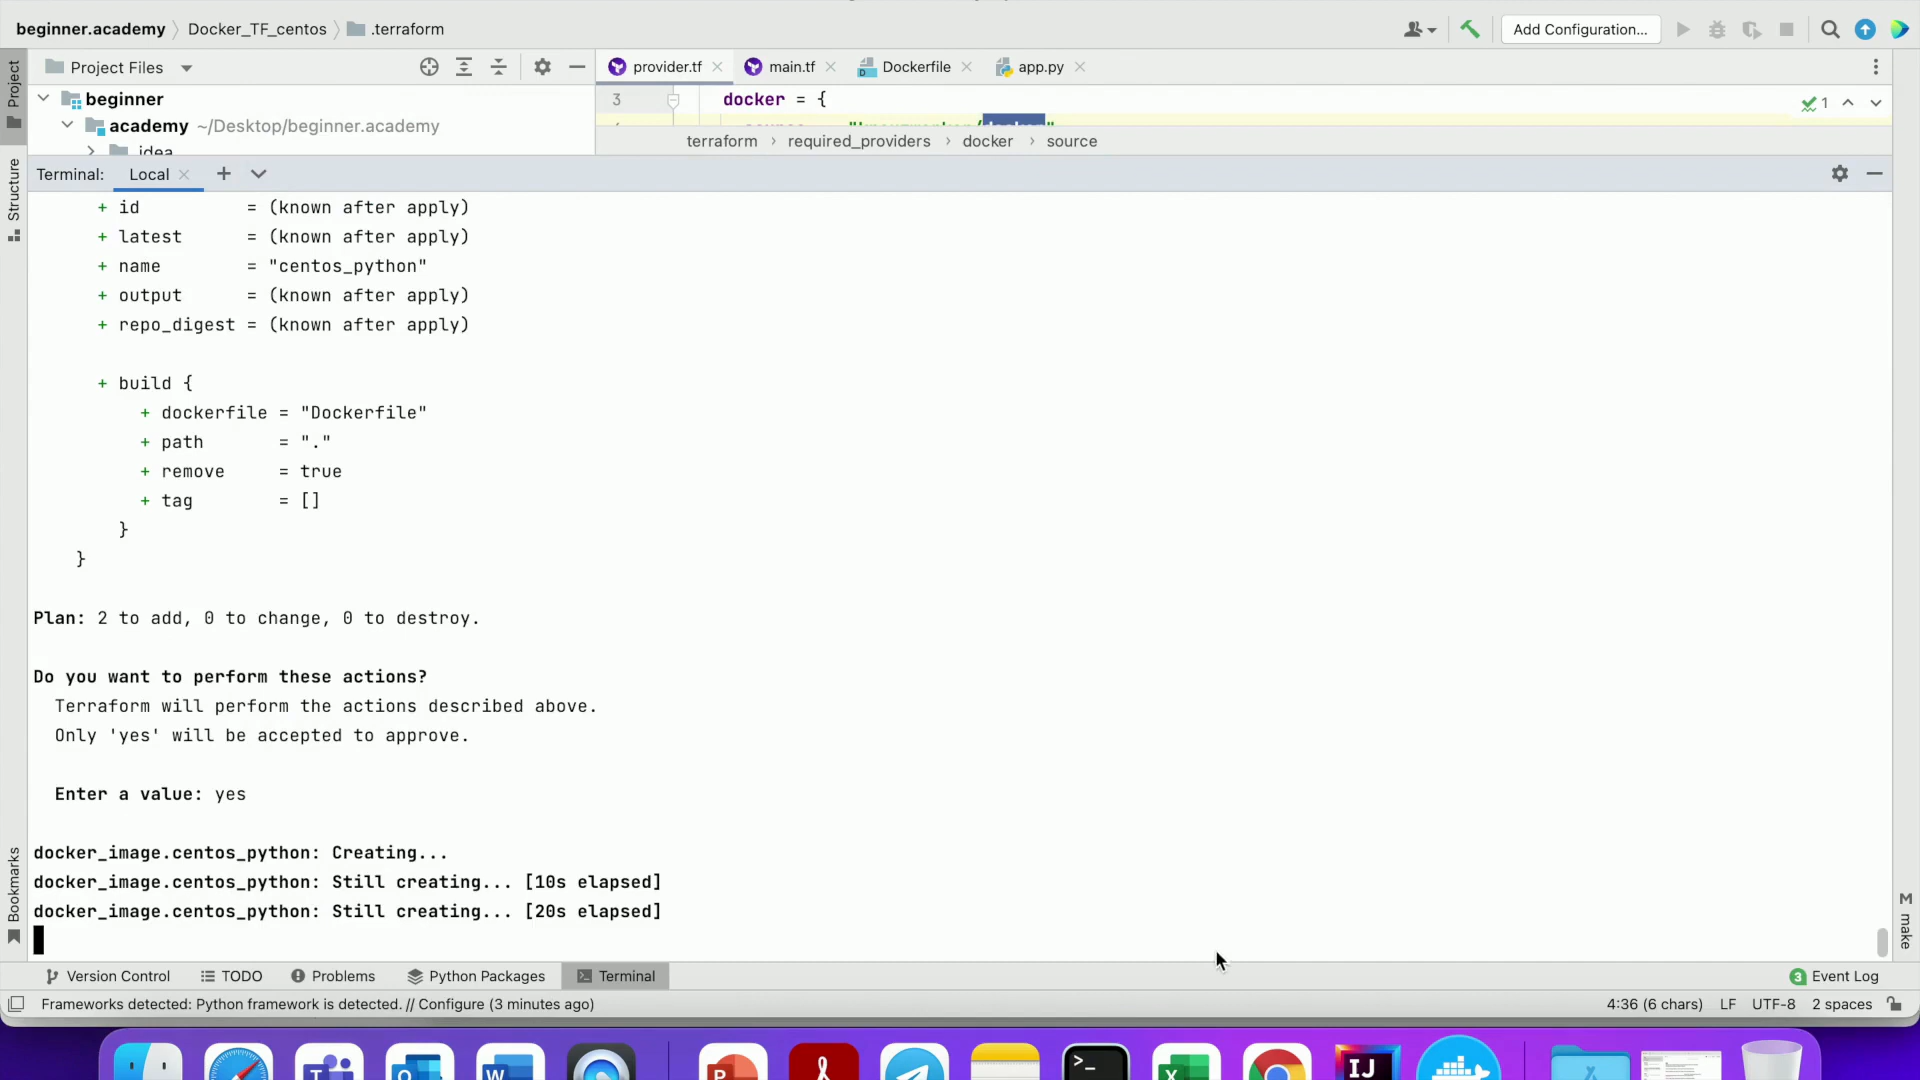 beginner.academy Docker_TF_centos .terraform Add Configuration...
Project Project Files provider.tf main.tf Dockerfile app.py
beginner 3 docker = { 1
academy ~/Desktop/beginner.academy
idea terraform required_providers docker source
Structure Terminal: Local
+ id = (known after apply)
+ latest = (known after apply)
+ name = "centos_python"
+ output = (known after apply)
+ repo_digest = (known after apply)
+ build {
+ dockerfile = "Dockerfile"
+ path = "."
+ remove = true
+ tag = []
}
}
Plan: 2 to add, 0 to change, 0 to destroy.
Do you want to perform these actions?
Terraform will perform the actions described above.
Only 'yes' will be accepted to approve.
Enter a value: yes
docker_image.centos_python: Creating...
docker_image.centos_python: Still creating... [10s elapsed]
docker_image.centos_python: Still creating... [20s elapsed]
Bookmarks
M make
Version Control TODO Problems Python Packages Terminal 3 Event Log
Frameworks detected: Python framework is detected. // Configure (3 minutes ago) 4:36 (6 chars) LF UTF-8 2 spaces
IJ